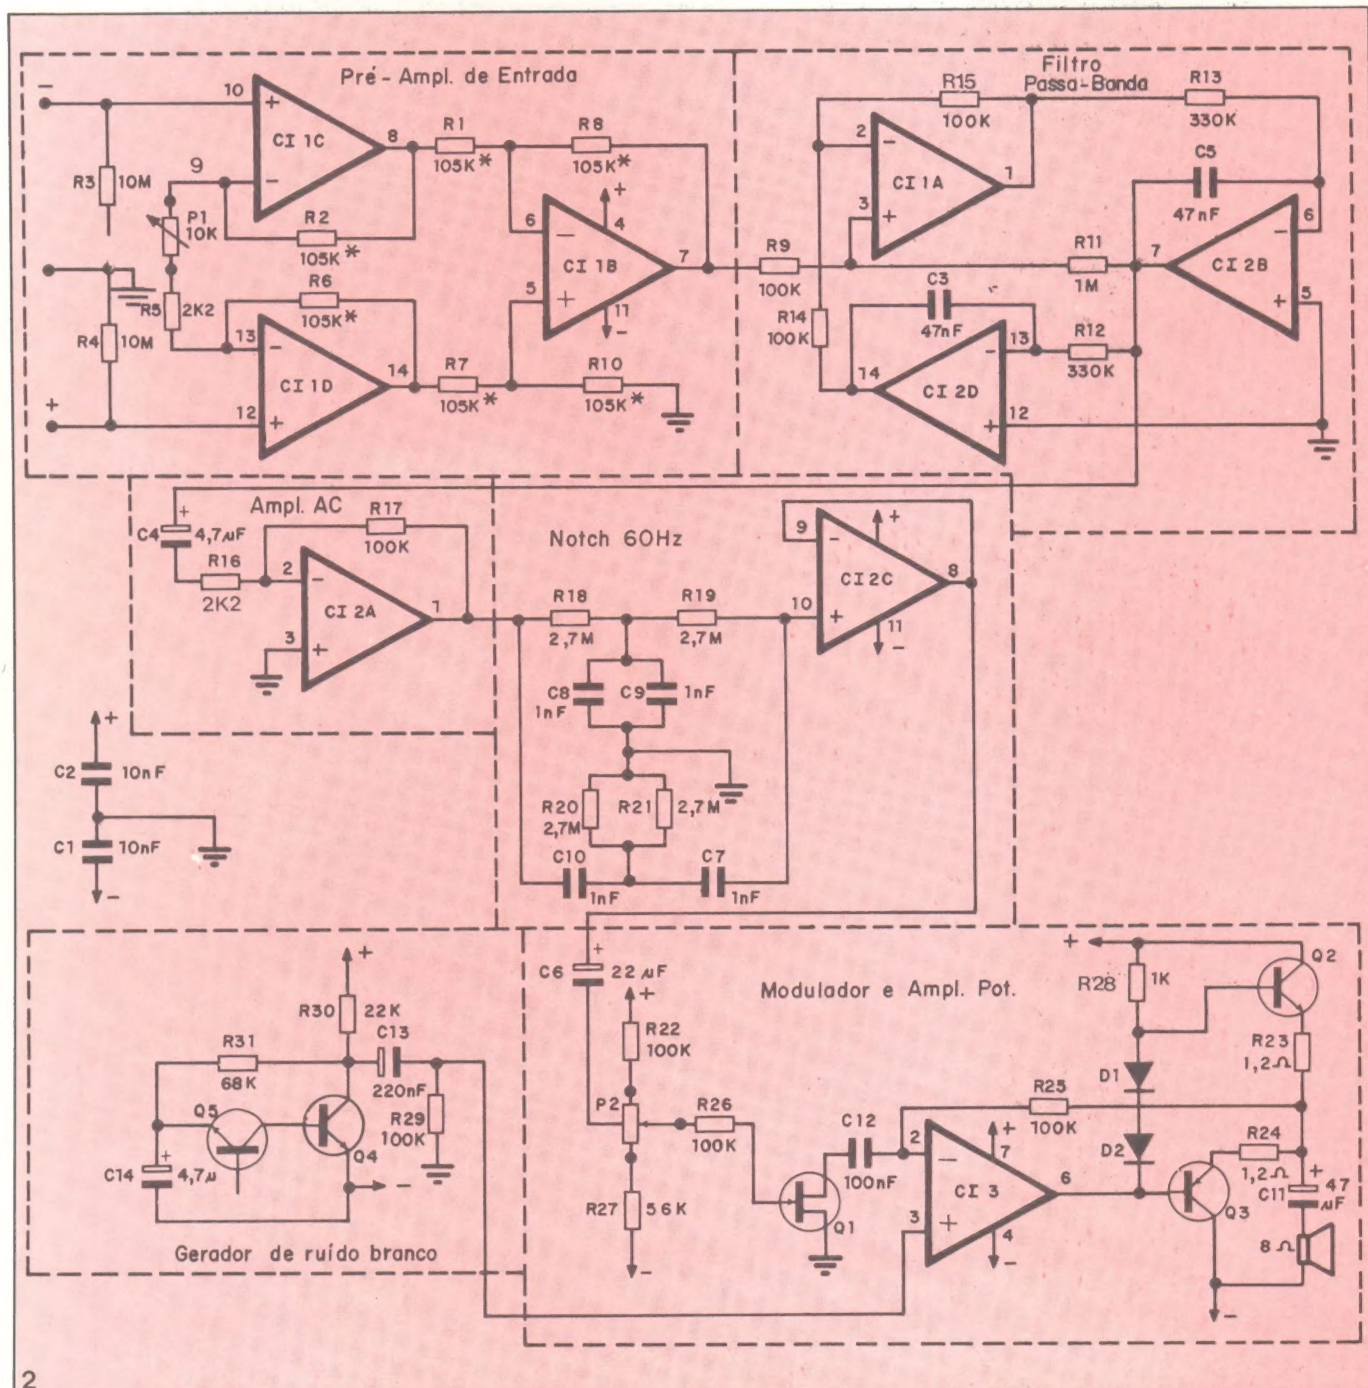 Pré-Ampl. de Entrada
−
10
+
CI 1C
8
R1
105K*
R8
105K*
R3
10M
9
−
P1
10K
R2
105K*
+
4
6
−
CI 1B
7
5
+
11
−
R5
2K2
R6
105K*
R4
10M
13
−
CI 1D
14
R7
105K*
R10
105K*
+
12
+
Filtro
Passa-Banda
R15
100K
R13
330K
2
−
CI 1A
1
3
+
C5
47nF
6
−
CI 2B
7
5
+
R9
100K
R11
1M
C3
47nF
R14
100K
13
−
R12
330K
14
CI 2D
12
+
Ampl. AC
+
C4
4,7µF
R17
100K
R16
2K2
2
−
CI 2A
1
3
+
Notch 60Hz
9
−
+
CI 2C
8
10
+
11
−
R18
2,7M
R19
2,7M
C8
1nF
C9
1nF
R20
2,7M
R21
2,7M
C10
1nF
C7
1nF
+
C2
10nF
C1
10nF
−
+
R30
22K
C13
220nF
R31
68K
Q5
R29
100K
+
C14
4,7µ
Q4
−
Gerador de ruído branco
Modulador e Ampl. Pot.
+
C6
22µF
+
R22
100K
P2
R26
100K
R27
56K
−
C12
100nF
Q1
R25
100K
2
−
+
7
CI 3
6
3
+
4
−
+
R28
1K
Q2
R23
1,2Ω
D1
D2
R24
1,2Ω
Q3
+
C11
47
µF
8Ω
−
2